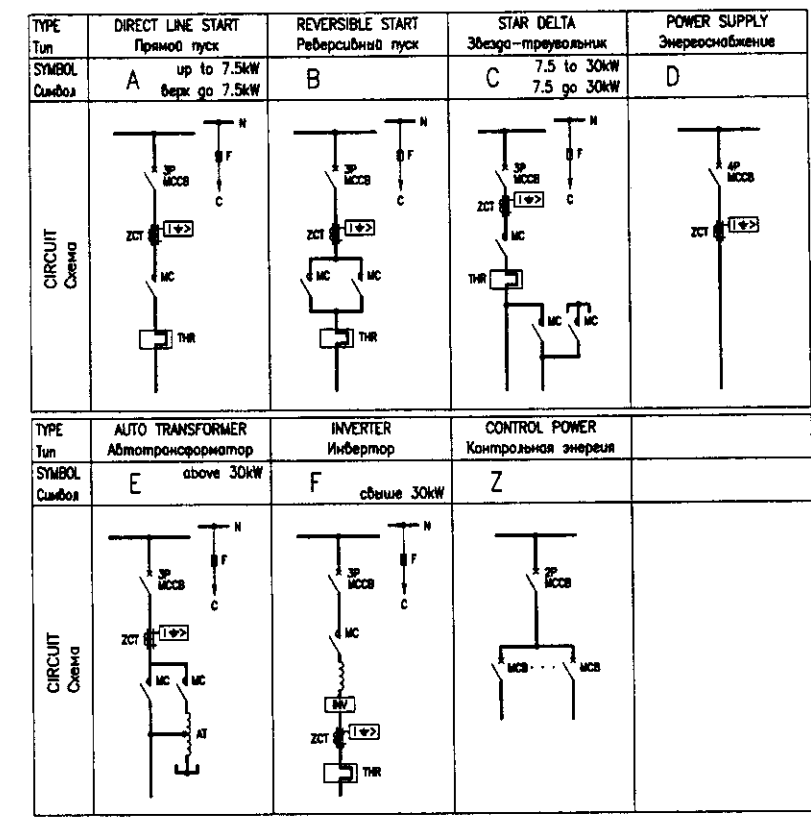 TYPE DIRECT LINE START REVERSIBLE START STAR DELTA POWER SUPPLY
Тип Прямой пуск Реверсивный пуск Звезда-треугольник Энергоснабжение
SYMBOL A up to 7.5kW B C 7.5 to 30kW D
Символ верх до 7.5kW 7.5 до 30kW
CIRCUIT
Схема
N
F
C
3P
MCCB
ZCT
MC
THR
N
F
C
3P
MCCB
ZCT
MC MC
THR
N
F
C
3P
MCCB
ZCT
MC
THR
MC MC
4P
MCCB
ZCT
TYPE AUTO TRANSFORMER INVERTER CONTROL POWER
Тип Автотрансформатор Инвертор Контрольная энергия
SYMBOL E above 30kW F Z
Символ свыше 30kW
CIRCUIT
Схема
N
F
C
3P
MCCB
ZCT
MC MC
AT
N
F
C
3P
MCCB
MC
INV
ZCT
THR
2P
MCCB
MCB MCB